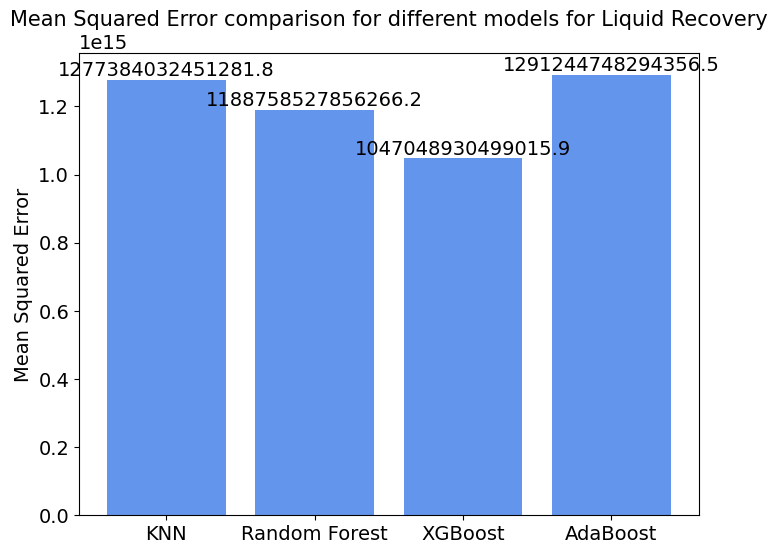 Mean Squared Error comparison for different models for Liquid Recovery
1e15
1277384032451281.8
1188758527856266.2
1047048930499015.9
1291244748294356.5
Mean Squared Error
1.2
1.0
0.8
0.6
0.4
0.2
0.0
KNN
Random Forest
XGBoost
AdaBoost